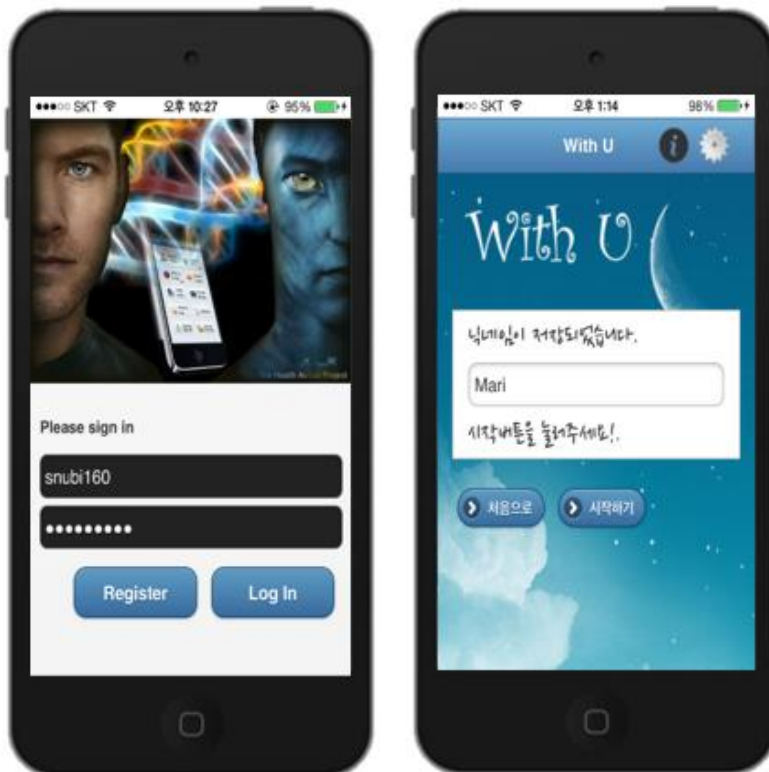 SKT 오후 10:27 95%
Please sign in
snubi160
•••••••••
Register Log In
SKT 오후 1:14 98%
With U
With U
닉네임이 저장되었습니다.
Mari
시작버튼을 눌러주세요!.
처음으로 시작하기